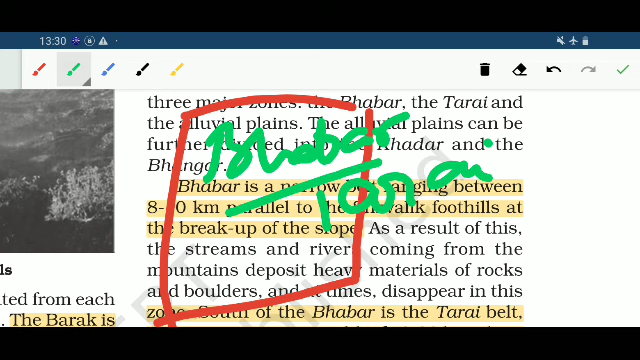 13:30
three major zones: the Bhabar, the Tarai and
the alluvial plains. The alluvial plains can be
further divided into the Khadar and the
Bhangar.
Bhabar
Tarai
Bhabar is a narrow belt ranging between
8-10 km parallel to the Shiwalik foothills at
the break-up of the slope. As a result of this,
the streams and rivers coming from the
mountains deposit heavy materials of rocks
and boulders, and at times, disappear in this
zone. South of the Bhabar is the Tarai belt,
ls
ted from each
. The Barak is